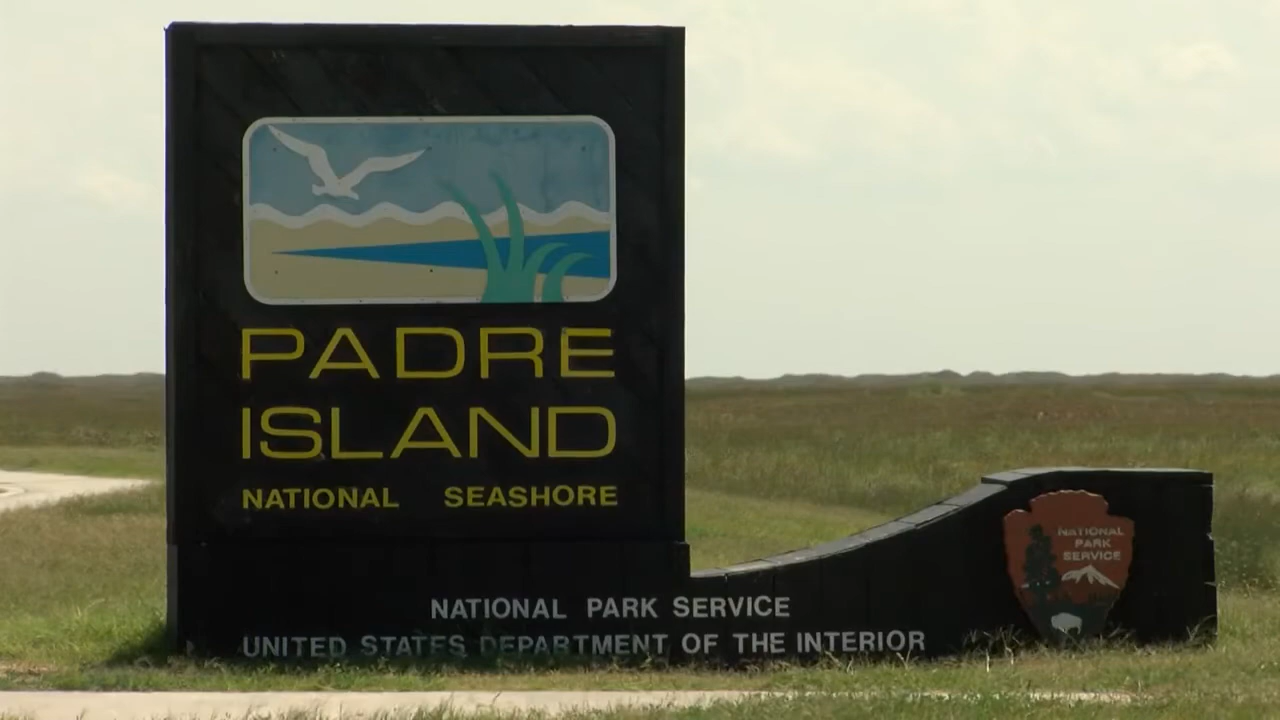 PADRE
ISLAND
NATIONAL SEASHORE
NATIONAL PARK SERVICE
UNITED STATES DEPARTMENT OF THE INTERIOR
NATIONAL
PARK
SERVICE